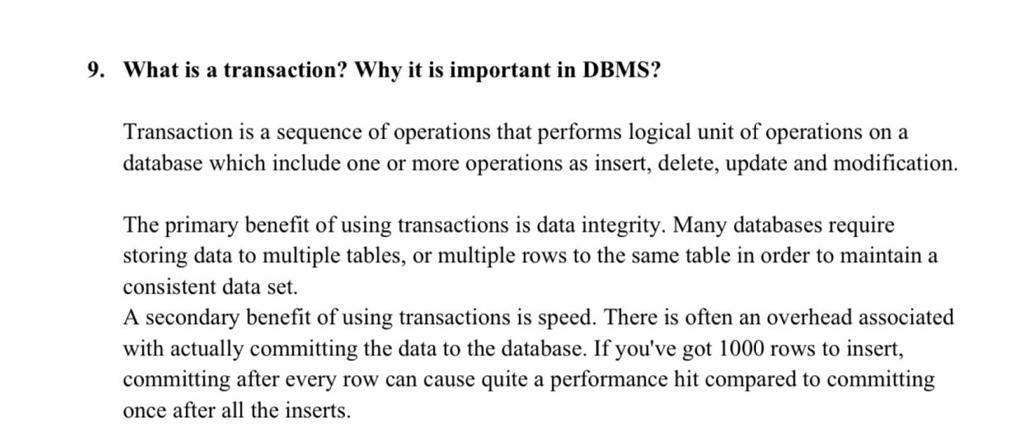 9. What is a transaction? Why it is important in DBMS?
Transaction is a sequence of operations that performs logical unit of operations on a
database which include one or more operations as insert, delete, update and modification.
The primary benefit of using transactions is data integrity. Many databases require
storing data to multiple tables, or multiple rows to the same table in order to maintain a
consistent data set.
A secondary benefit of using transactions is speed. There is often an overhead associated
with actually committing the data to the database. If you've got 1000 rows to insert,
committing after every row can cause quite a performance hit compared to committing
once after all the inserts.